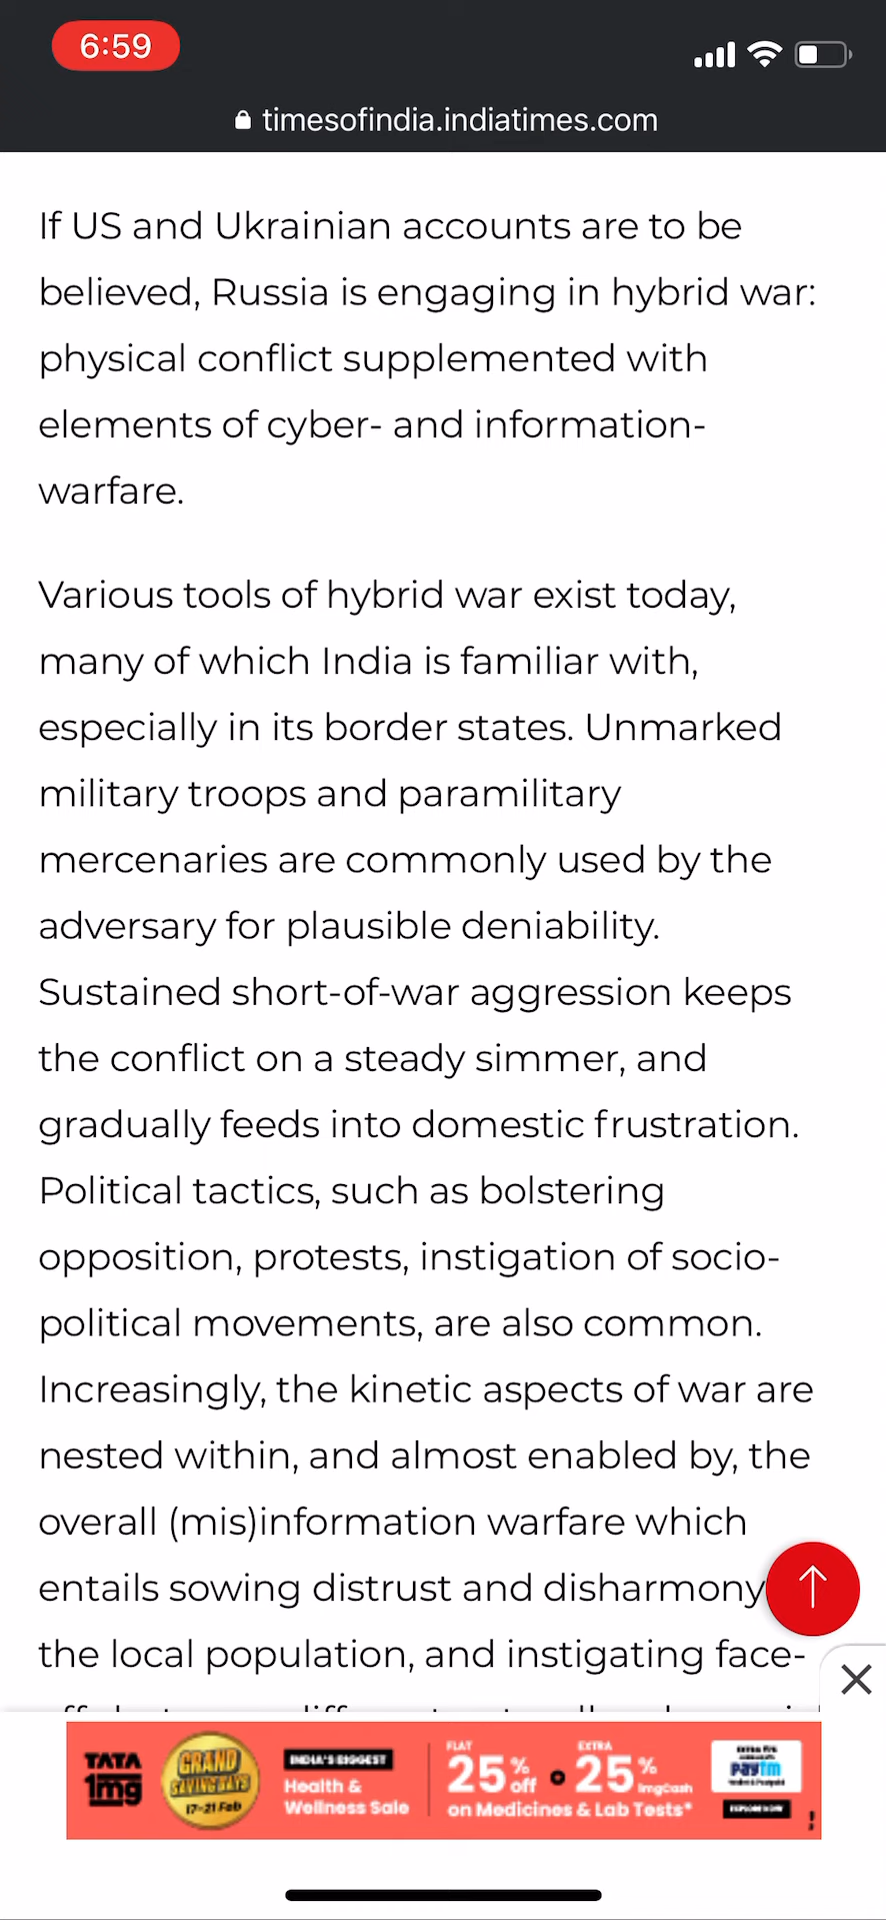 6:59
timesofindia.indiatimes.com
If US and Ukrainian accounts are to be
believed, Russia is engaging in hybrid war:
physical conflict supplemented with
elements of cyber- and information-
warfare.
Various tools of hybrid war exist today,
many of which India is familiar with,
especially in its border states. Unmarked
military troops and paramilitary
mercenaries are commonly used by the
adversary for plausible deniability.
Sustained short-of-war aggression keeps
the conflict on a steady simmer, and
gradually feeds into domestic frustration.
Political tactics, such as bolstering
opposition, protests, instigation of socio-
political movements, are also common.
Increasingly, the kinetic aspects of war are
nested within, and almost enabled by, the
overall (mis)information warfare which
entails sowing distrust and disharmony
the local population, and instigating face-
TATA
1mg
GRAND
SAVING DAYS
17-21 Feb
INDIA'S BIGGEST
Health &
Wellness Sale
FLAT
25% off
EXTRA
25% 1mgCash
on Medicines & Lab Tests*
paytm